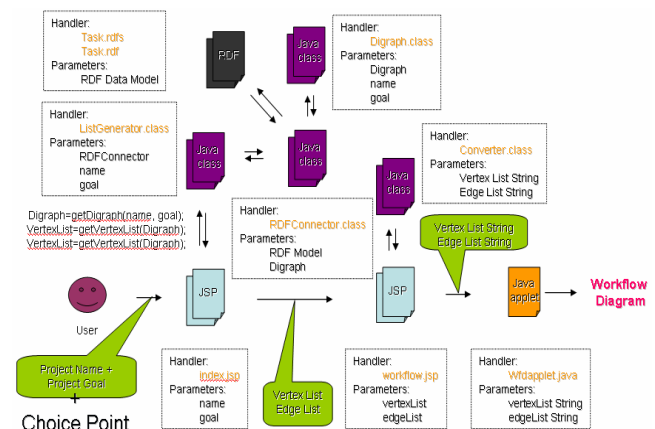 Handler:
Task.rdfs
Task.rdf
Parameters:
RDF Data Model
RDF
Java
class
Handler:
Digraph.class
Parameters:
Digraph
name
goal
Handler:
ListGenerator.class
Parameters:
RDFConnector
name
goal
Java
class
Java
class
Handler:
Converter.class
Parameters:
Vertex List String
Edge List String
Java
class
Digraph=getDigraph(name, goal);
VertexList=getVertexList(Digraph);
VertexList=getVertexList(Digraph);
Handler:
RDFConnector.class
Parameters:
RDF Model
Digraph
Vertex List String
Edge List String
User
JSP
JSP
Java
applet
Workflow
Diagram
Project Name +
Project Goal
+
Choice Point
Handler:
index.jsp
Parameters:
name
goal
Vertex List
Edge List
Handler:
workflow.jsp
Parameters:
vertexList
edgeList
Handler:
Wfdapplet.java
Parameters:
vertexList String
edgeList String